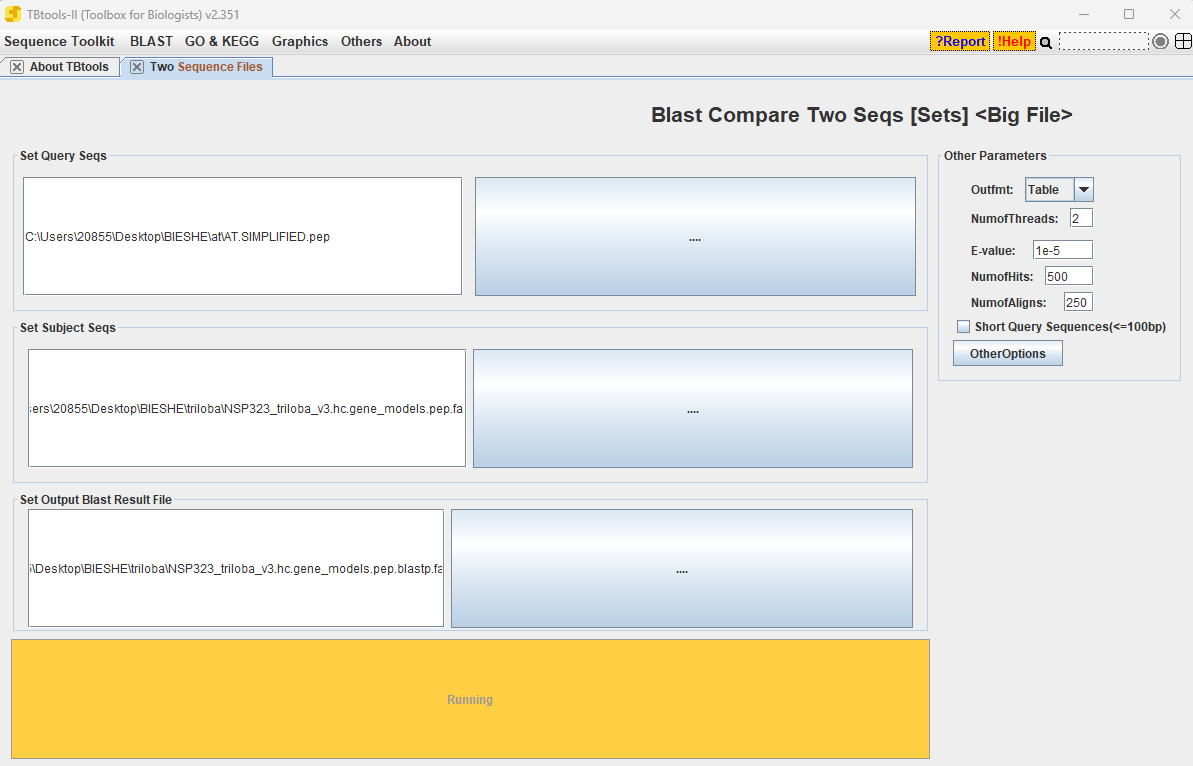 TBtools-II (Toolbox for Biologists) v2.351
Sequence Toolkit BLAST GO & KEGG Graphics Others About ?Report !Help
About TBtools Two Sequence Files
Blast Compare Two Seqs [Sets] <Big File>
Set Query Seqs
C:\Users\20855\Desktop\BIESHE\at\AT.SIMPLIFIED.pep
....
Set Subject Seqs
ers\20855\Desktop\BIESHE\triloba\NSP323_triloba_v3.hc.gene_models.pep.fa
....
Set Output Blast Result File
\Desktop\BIESHE\triloba\NSP323_triloba_v3.hc.gene_models.pep.blastp.fa
....
Running
Other Parameters
Outfmt: Table
NumofThreads: 2
E-value: 1e-5
NumofHits: 500
NumofAligns: 250
Short Query Sequences(<=100bp)
OtherOptions